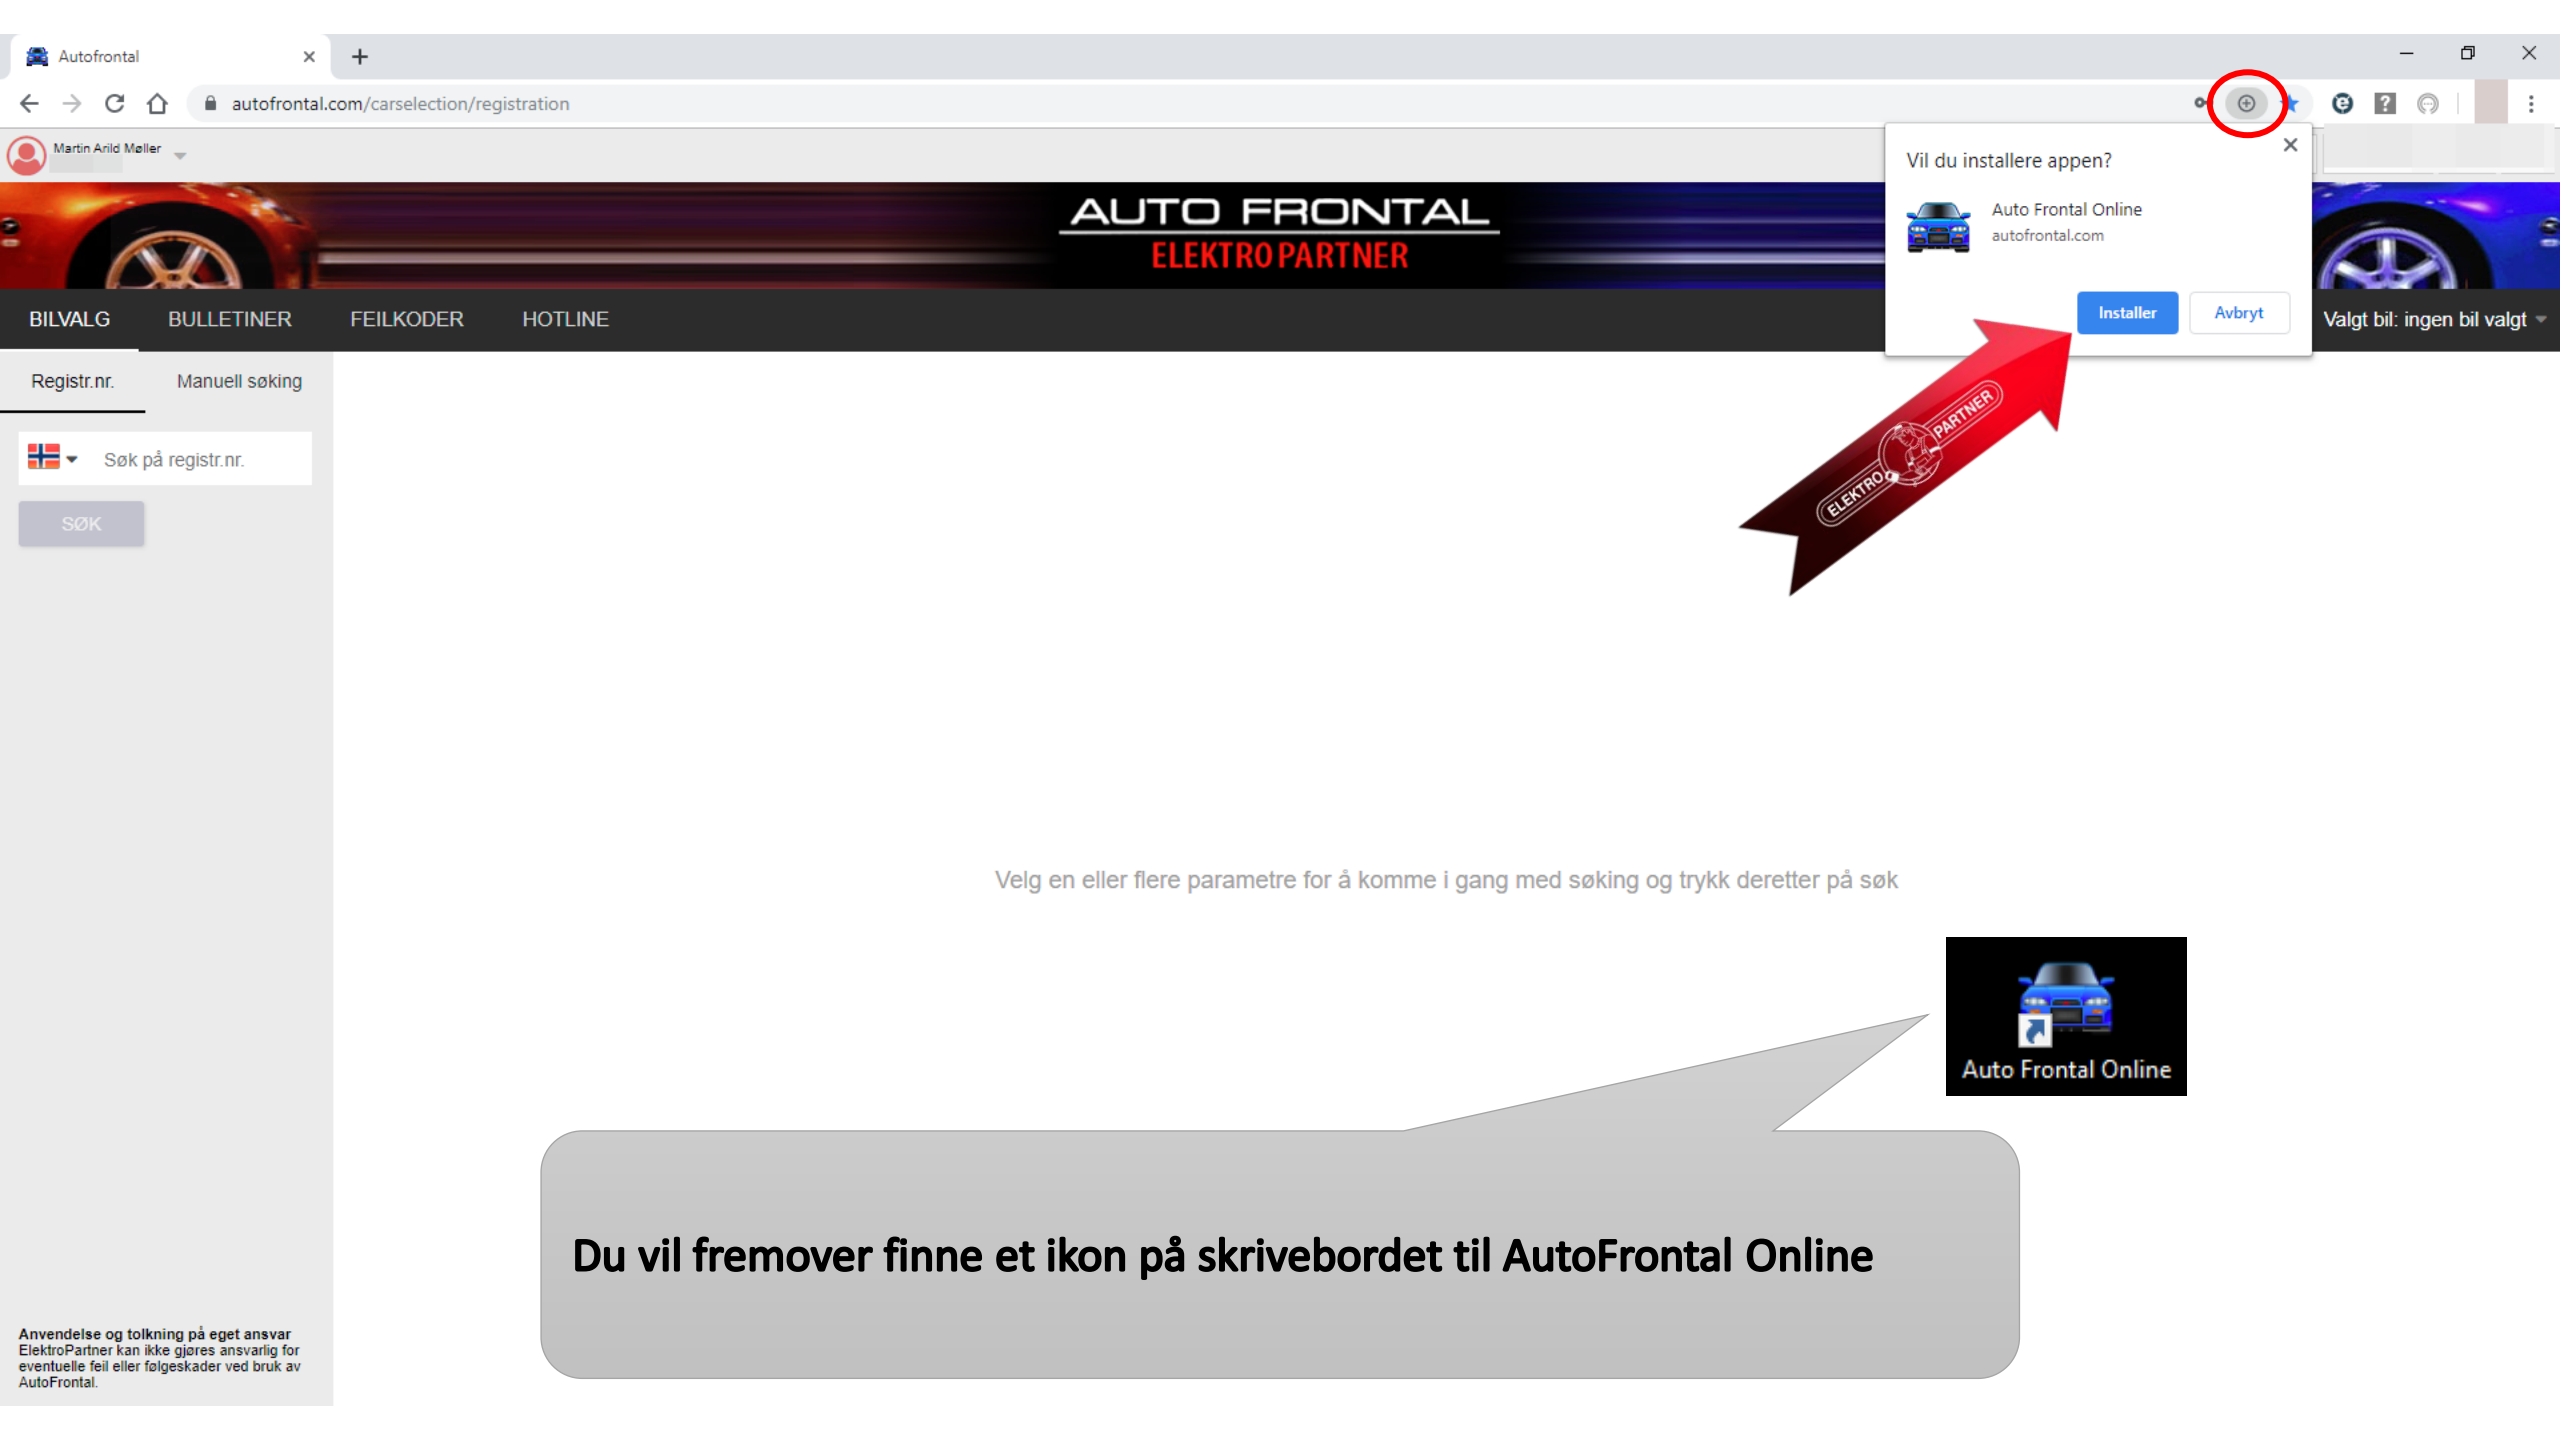 Autofrontal
autofrontal.com/carselection/registration
Martin Arild Møller
Vil du installere appen?
Auto Frontal Online
autofrontal.com
Installer
Avbryt
AUTO FRONTAL
ELEKTROPARTNER
BILVALG
BULLETINER
FEILKODER
HOTLINE
Valgt bil: ingen bil valgt
Registr.nr.
Manuell søking
Søk på registr.nr.
SØK
ELEKTRO PARTNER
Velg en eller flere parametre for å komme i gang med søking og trykk deretter på søk
Auto Frontal Online
Du vil fremover finne et ikon på skrivebordet til AutoFrontal Online
Anvendelse og tolkning på eget ansvar
ElektroPartner kan ikke gjøres ansvarlig for
eventuelle feil eller følgeskader ved bruk av
AutoFrontal.